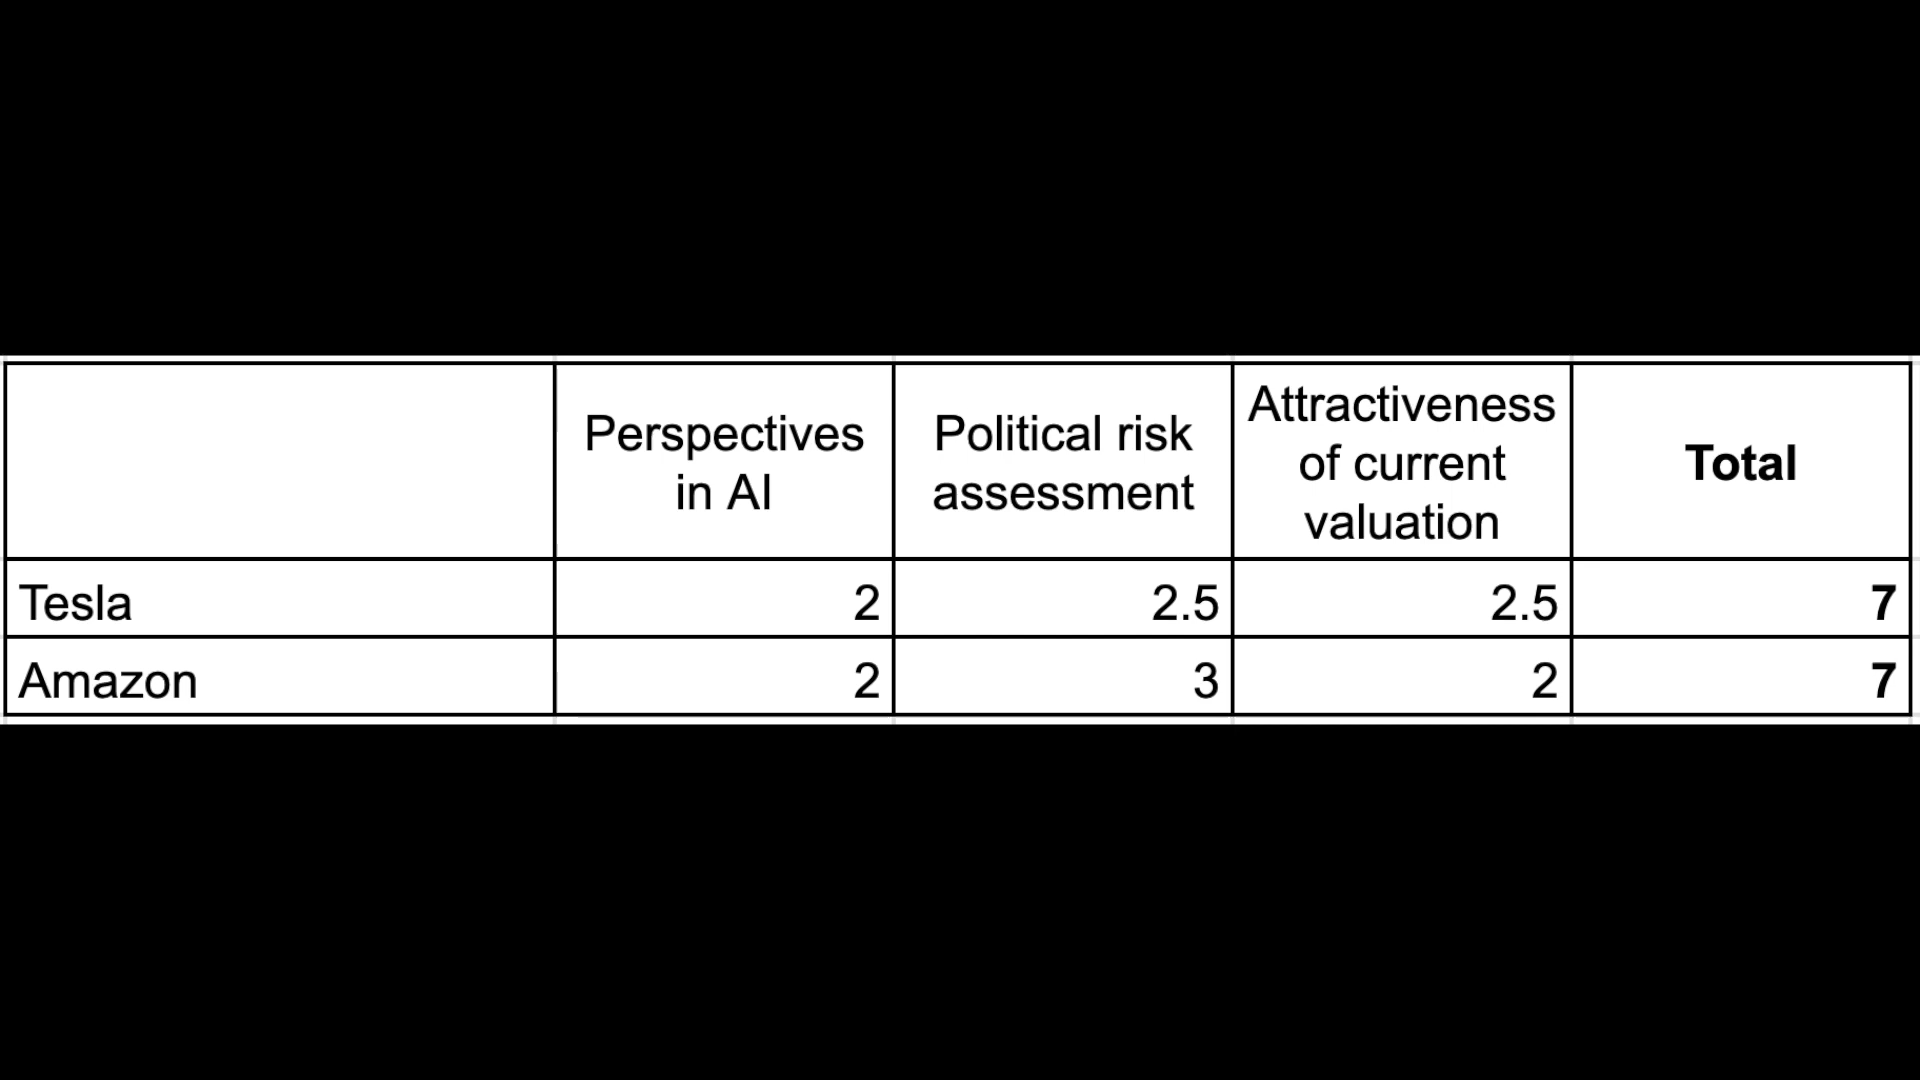 Perspectives
in AI
Political risk
assessment
Attractiveness
of current
valuation
Total
Tesla 2 2.5 2.5 7
Amazon 2 3 2 7